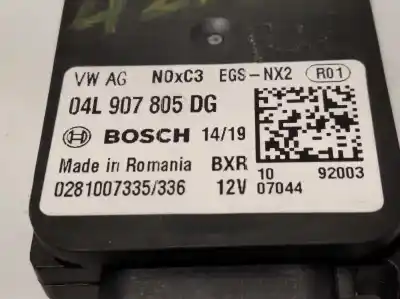 VW AG NOxC3 EGS-NX2 R01
04L 907 805 DG
BOSCH 14/19
Made in Romania BXR 10 92003
0281007335/336 12V 07044